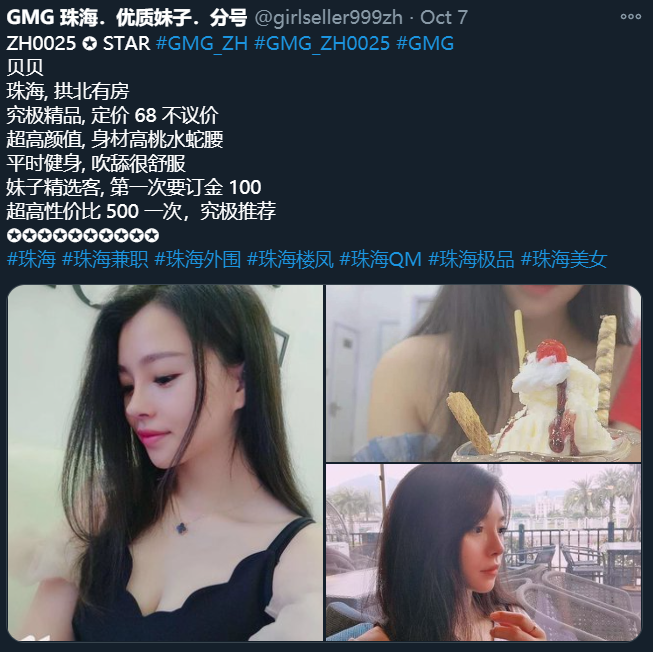 GMG 珠海．优质妹子．分号 @girlseller999zh · Oct 7
ZH0025 ✪ STAR #GMG_ZH #GMG_ZH0025 #GMG
贝贝
珠海, 拱北有房
究极精品, 定价 68 不议价
超高颜值, 身材高桃水蛇腰
平时健身, 吹舔很舒服
妹子精选客, 第一次要订金 100
超高性价比 500 一次，究极推荐
✪✪✪✪✪✪✪✪✪✪
#珠海 #珠海兼职 #珠海外围 #珠海楼凤 #珠海QM #珠海极品 #珠海美女